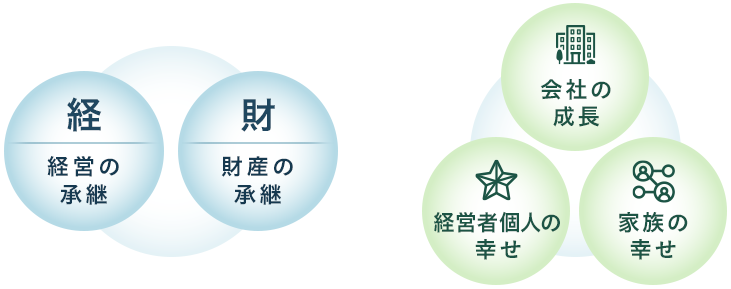 経
経営の
承継
財
財産の
承継
会社の
成長
経営者個人の
幸せ
家族の
幸せ